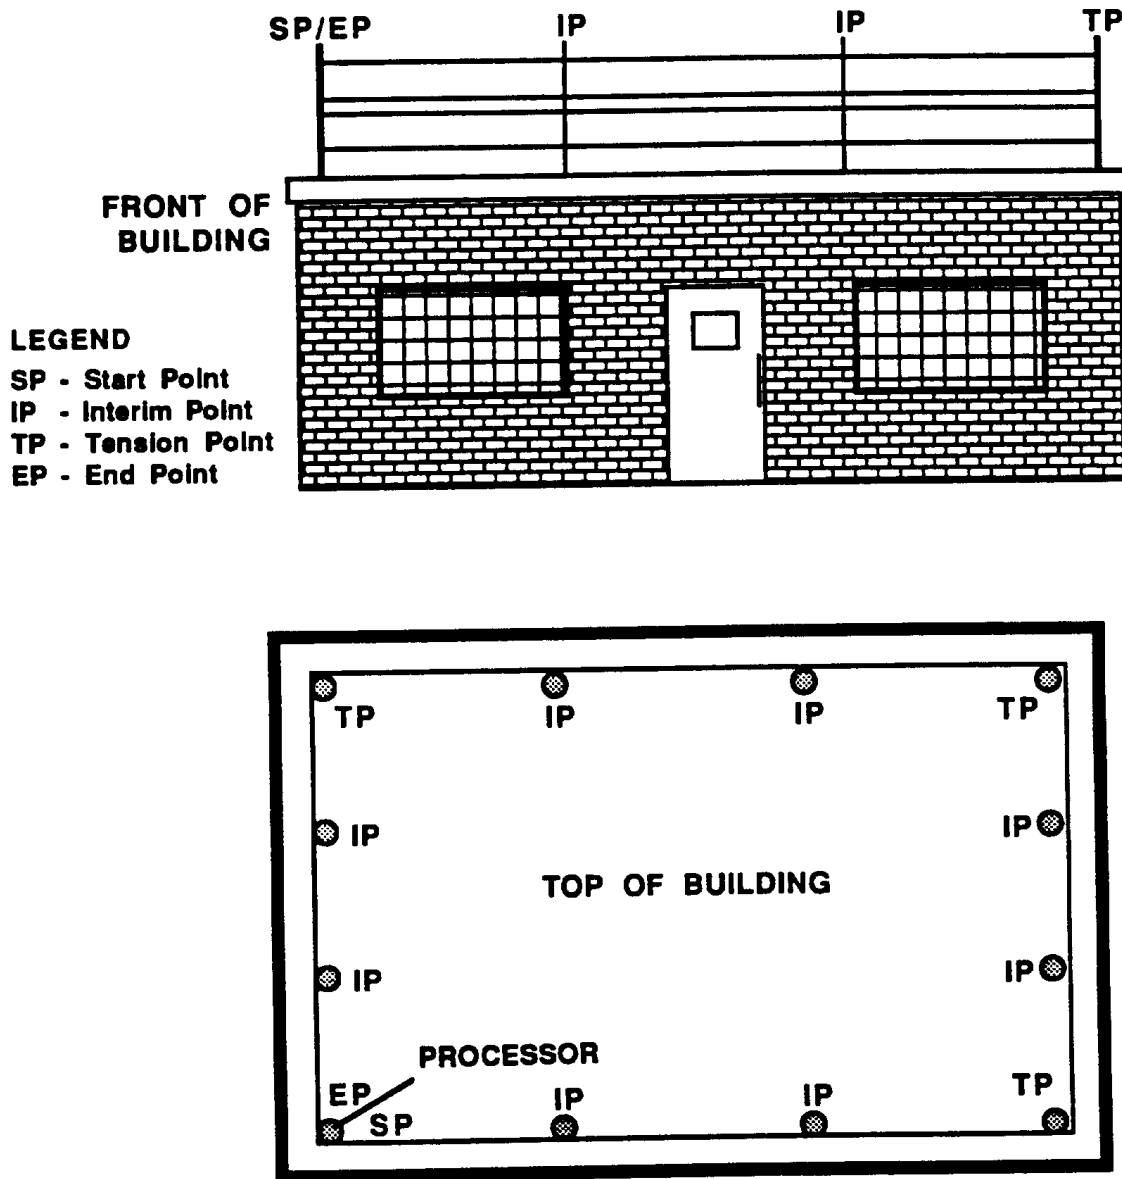 SP/EP IP IP TP
FRONT OF
BUILDING
LEGEND
SP - Start Point
IP - Interim Point
TP - Tension Point
EP - End Point
TP IP IP TP
IP IP
TOP OF BUILDING
IP IP
PROCESSOR
EP IP IP TP
SP